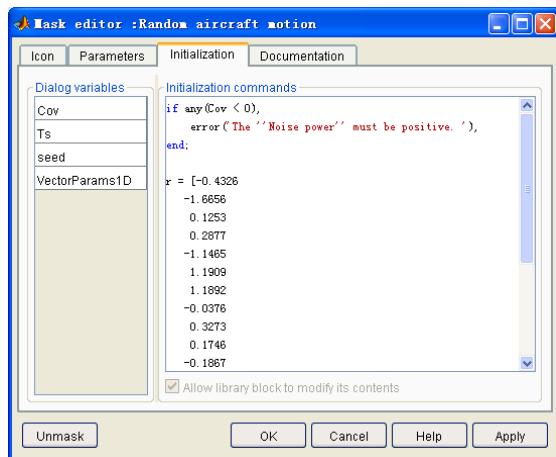 Mask editor :Random aircraft motion
Icon Parameters Initialization Documentation
Dialog variables
Cov
Ts
seed
VectorParams1D
Initialization commands
if any(Cov < 0),
error('The ''Noise power'' must be positive. '),
end;
r = [-0.4326
-1.6656
0.1253
0.2877
-1.1465
1.1909
1.1892
-0.0376
0.3273
0.1746
-0.1867
Allow library block to modify its contents
Unmask OK Cancel Help Apply